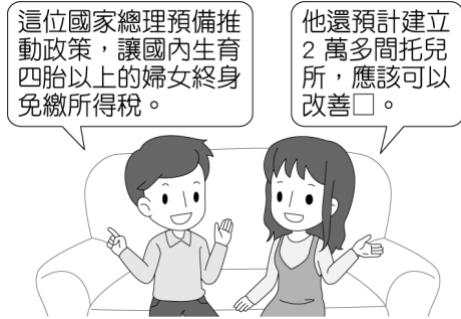 這位國家總理預備推
動政策，讓國內生育
四胎以上的婦女終身
免繳所得稅。
他還預計建立
2 萬多間托兒
所，應該可以
改善□。